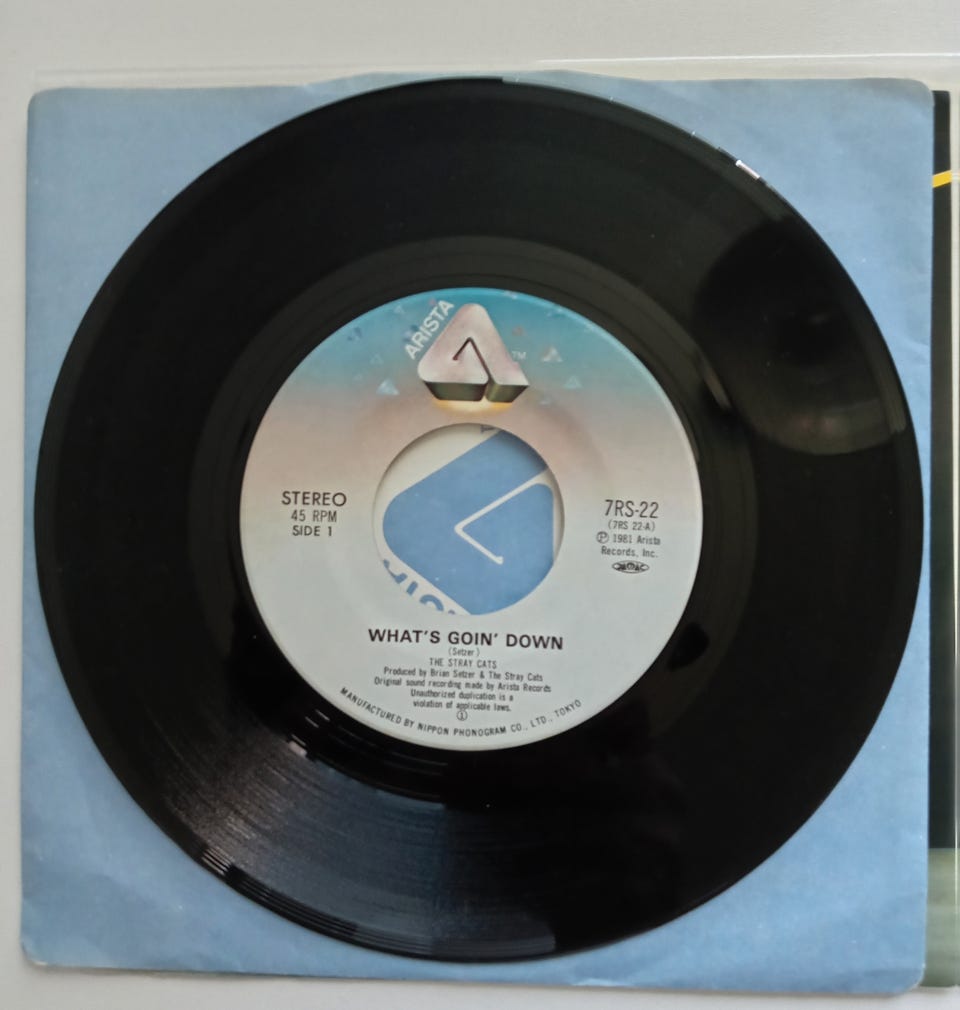 ARISTA
TM
STEREO
45 RPM
SIDE 1
7RS-22
(7RS 22-A)
Ⓟ 1981 Arista
Records, Inc.
WHAT'S GOIN' DOWN
(Setzer)
THE STRAY CATS
Produced by Brian Setzer & The Stray Cats
Original sound recording made by Arista Records
Unauthorized duplication is a
violation of applicable laws.
①
MANUFACTURED BY NIPPON PHONOGRAM CO., LTD., TOKYO